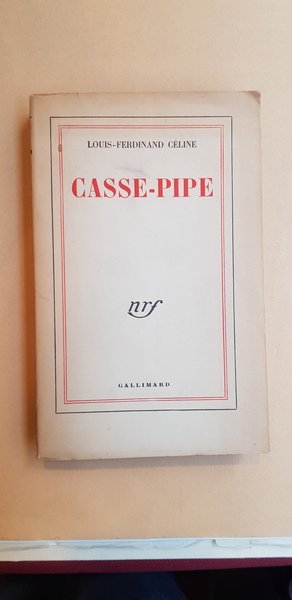 LOUIS-FERDINAND CÉLINE
CASSE-PIPE
nrf
GALLIMARD